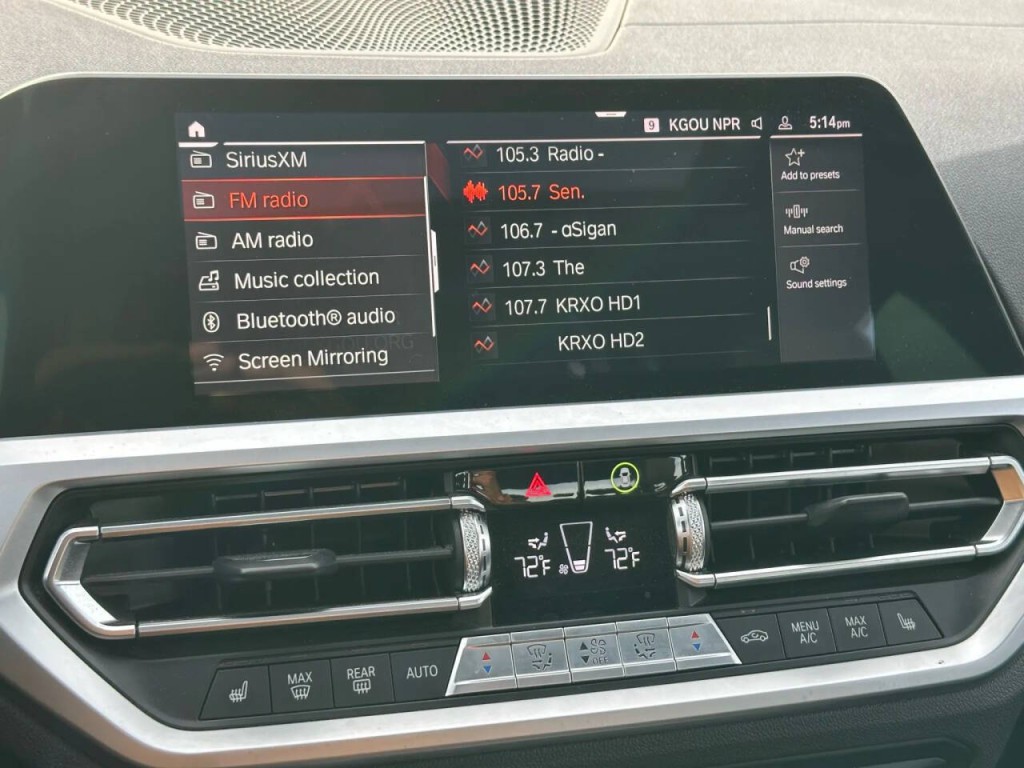 9 KGOU NPR 5:14pm
SiriusXM
FM radio
AM radio
Music collection
Bluetooth® audio
Screen Mirroring
105.3 Radio -
105.7 Sen.
106.7 - αSigan
107.3 The
107.7 KRXO HD1
KRXO HD2
Add to presets
Manual search
Sound settings
72°F 72°F
MAX
REAR
AUTO
OFF
MENU
A/C
MAX
A/C